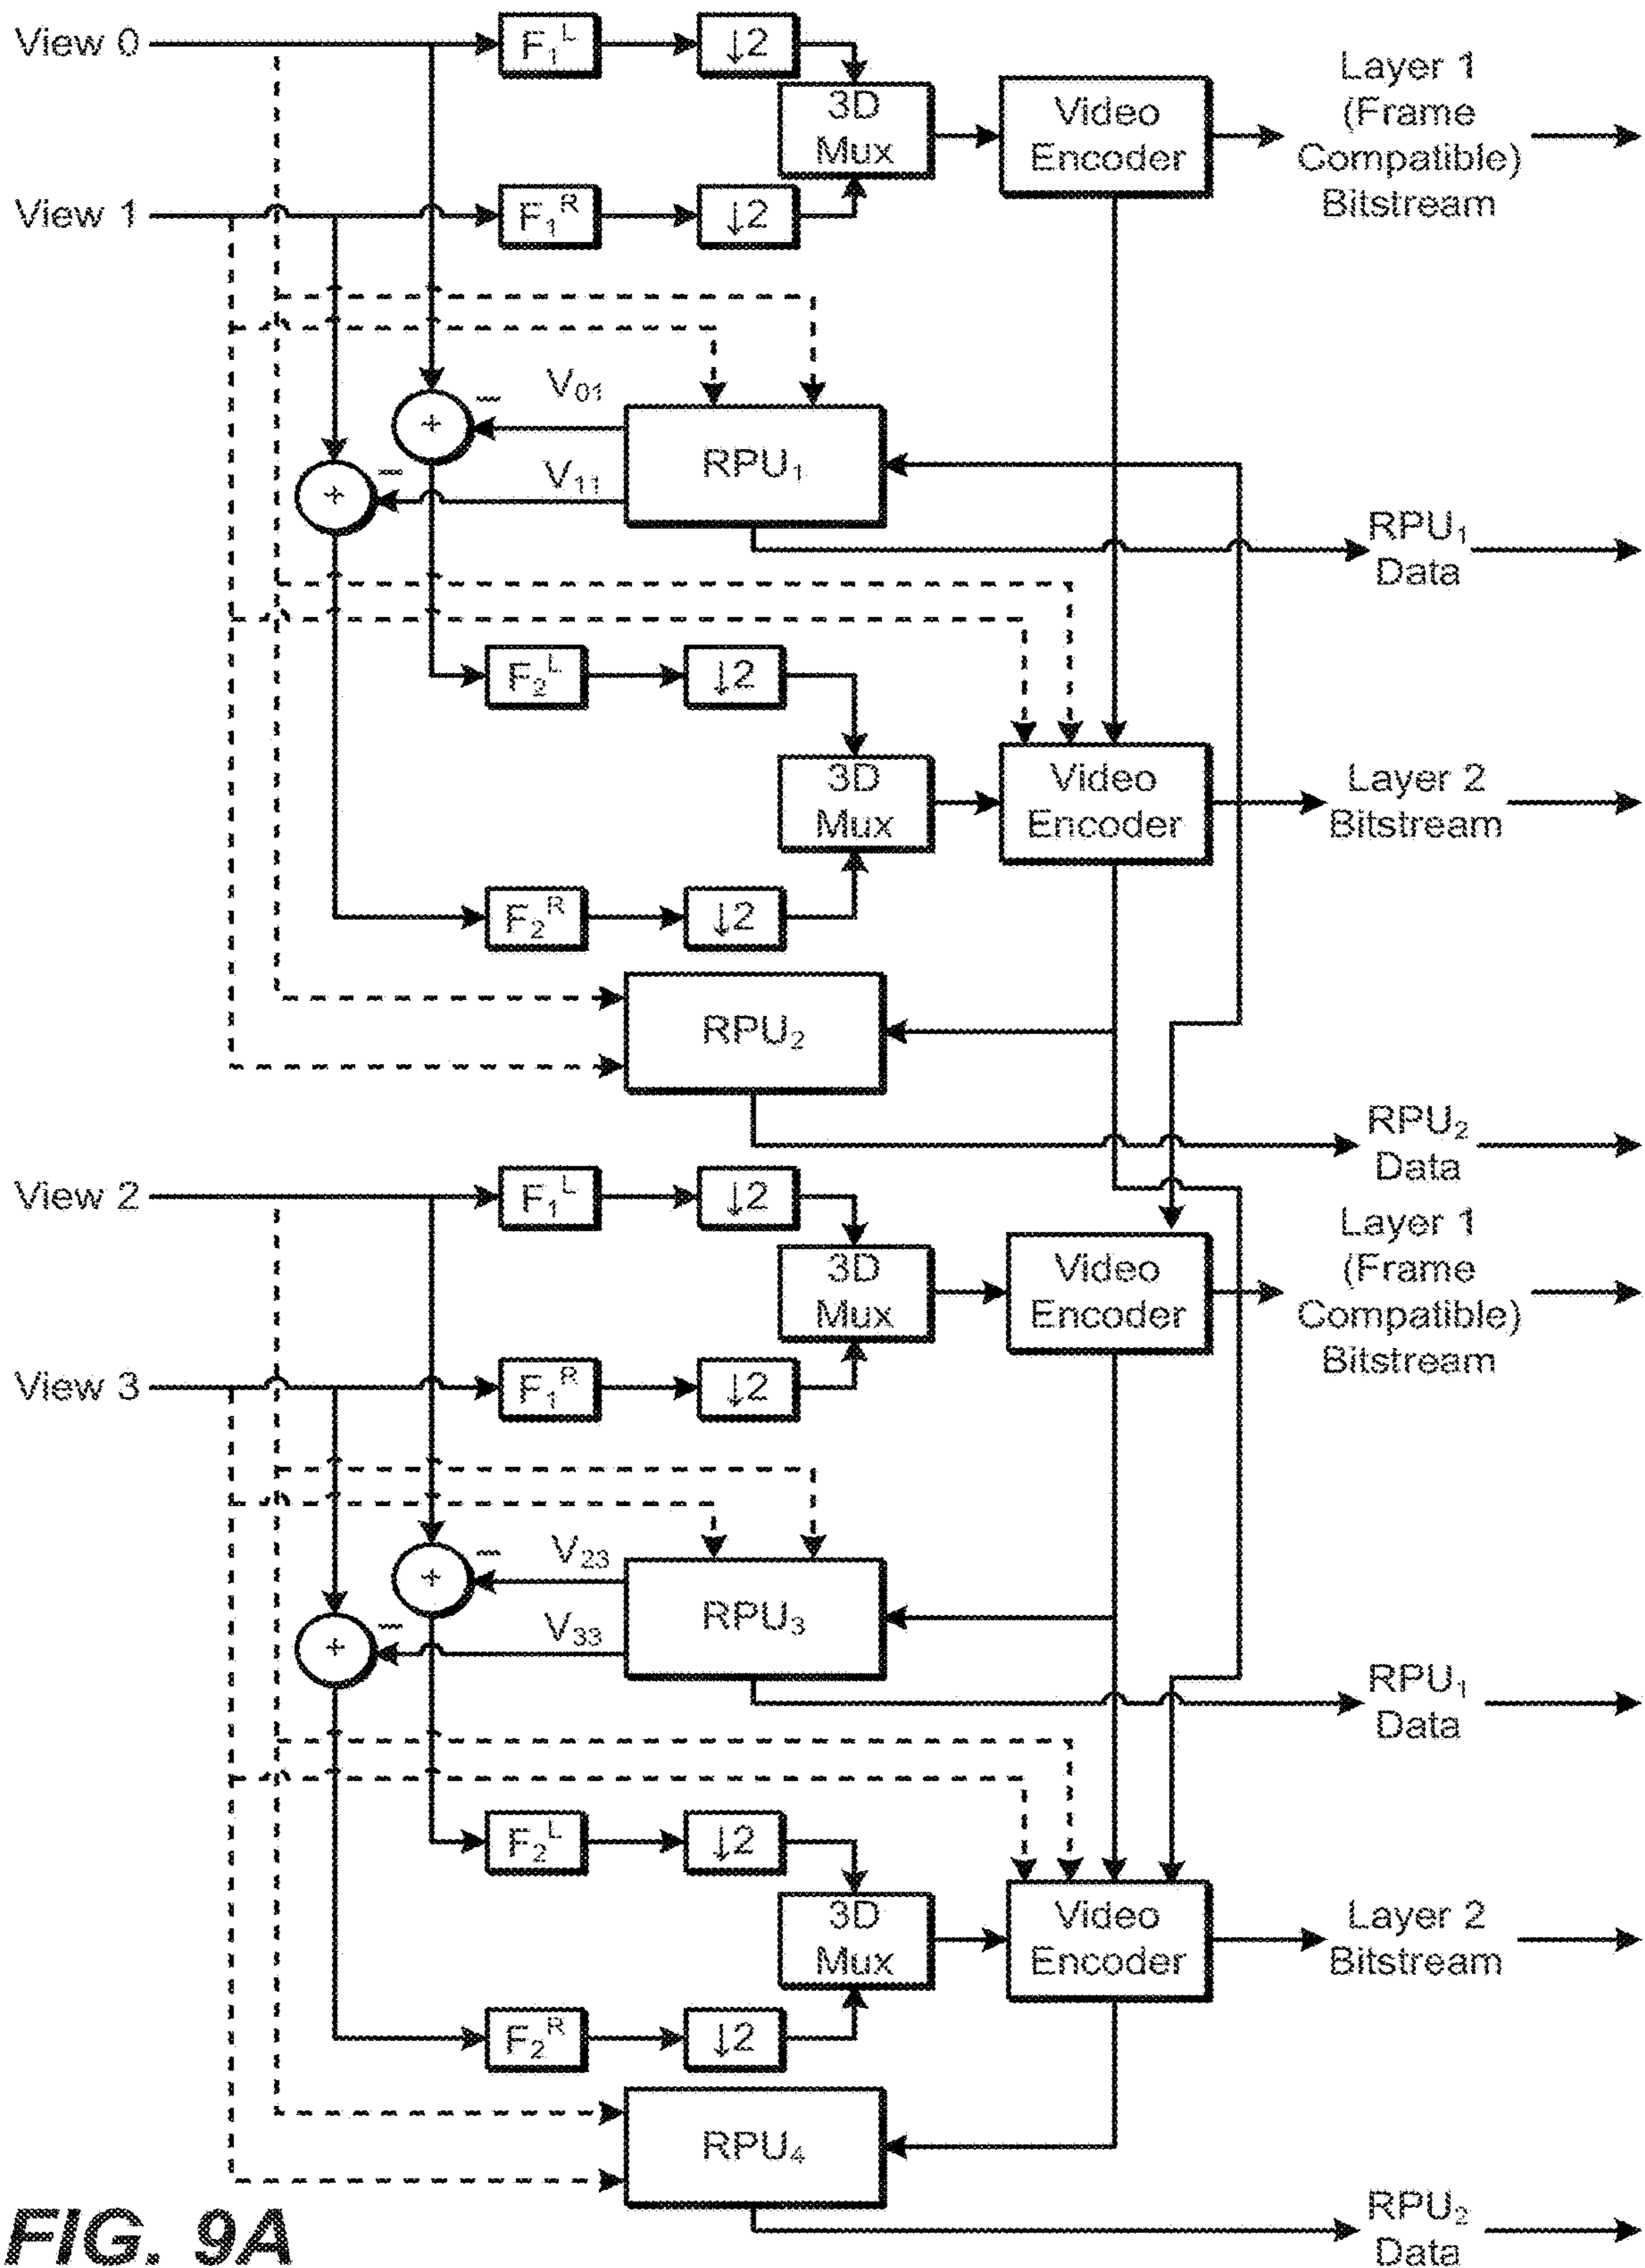 View 0
F₁ᴸ
↓2
3D
Mux
Video
Encoder
Layer 1
(Frame
Compatible)
Bitstream
View 1
F₁ᴿ
↓2
V₀₁
+
−
RPU₁
V₁₁
+
−
RPU₁
Data
F₂ᴸ
↓2
3D
Mux
Video
Encoder
Layer 2
Bitstream
F₂ᴿ
↓2
RPU₂
RPU₂
Data
View 2
F₁ᴸ
↓2
3D
Mux
Video
Encoder
Layer 1
(Frame
Compatible)
Bitstream
View 3
F₁ᴿ
↓2
V₂₃
+
−
RPU₃
V₃₃
+
−
RPU₁
Data
F₂ᴸ
↓2
3D
Mux
Video
Encoder
Layer 2
Bitstream
F₂ᴿ
↓2
RPU₄
RPU₂
Data
FIG. 9A